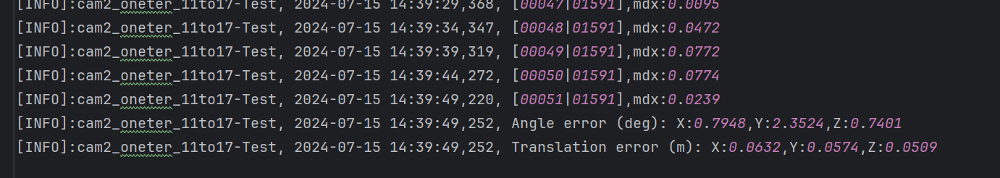 [INFO]:cam2_oneter_11to17-Test, 2024-07-15 14:39:29,368, [00047|01591],mdx:0.0095
[INFO]:cam2_oneter_11to17-Test, 2024-07-15 14:39:34,347, [00048|01591],mdx:0.0472
[INFO]:cam2_oneter_11to17-Test, 2024-07-15 14:39:39,319, [00049|01591],mdx:0.0772
[INFO]:cam2_oneter_11to17-Test, 2024-07-15 14:39:44,272, [00050|01591],mdx:0.0774
[INFO]:cam2_oneter_11to17-Test, 2024-07-15 14:39:49,220, [00051|01591],mdx:0.0239
[INFO]:cam2_oneter_11to17-Test, 2024-07-15 14:39:49,252, Angle error (deg): X:0.7948,Y:2.3524,Z:0.7401
[INFO]:cam2_oneter_11to17-Test, 2024-07-15 14:39:49,252, Translation error (m): X:0.0632,Y:0.0574,Z:0.0509